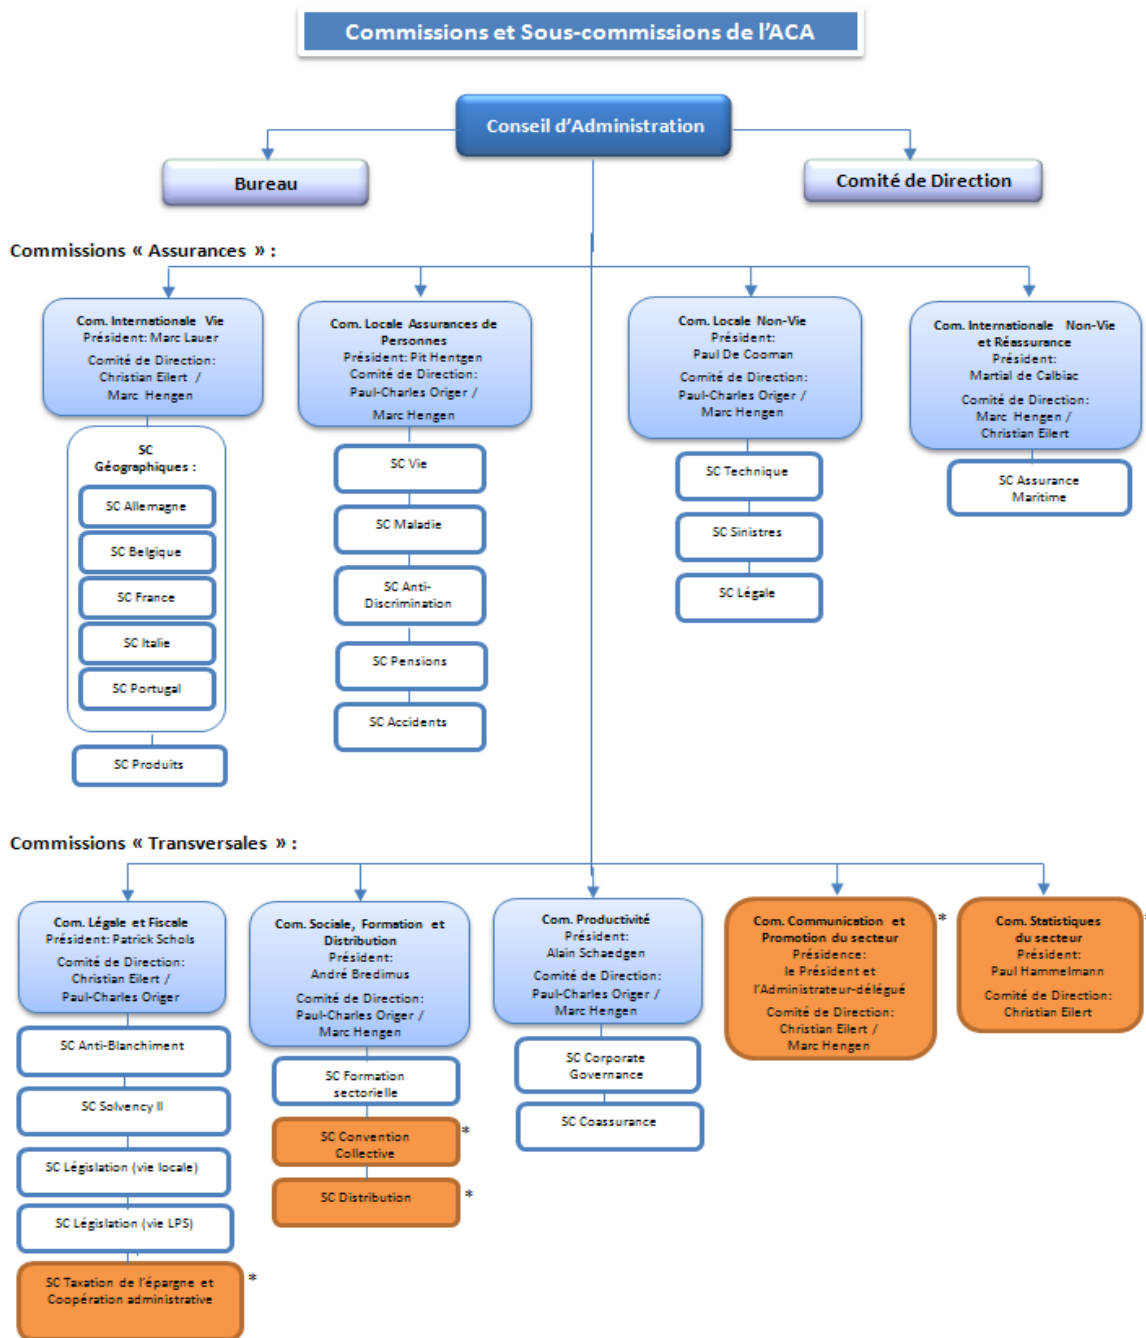 Commissions et Sous-commissions de l'ACA
Conseil d'Administration
Bureau
Comité de Direction
Commissions « Assurances » :
Com. Internationale Vie
Président: Marc Lauer
Comité de Direction:
Christian Eilert /
Marc Hengen
SC
Géographiques :
SC Allemagne
SC Belgique
SC France
SC Italie
SC Portugal
SC Produits
Com. Locale Assurances de
Personnes
Président: Pit Hentgen
Comité de Direction:
Paul-Charles Origer /
Marc Hengen
SC Vie
SC Maladie
SC Anti-
Discrimination
SC Pensions
SC Accidents
Com. Locale Non-Vie
Président:
Paul De Cooman
Comité de Direction:
Paul-Charles Origer /
Marc Hengen
SC Technique
SC Sinistres
SC Légale
Com. Internationale Non-Vie
et Réassurance
Président:
Martial de Calbiac
Comité de Direction:
Marc Hengen /
Christian Eilert
SC Assurance
Maritime
Commissions « Transversales » :
Com. Légale et Fiscale
Président: Patrick Schols
Comité de Direction:
Christian Eilert /
Paul-Charles Origer
SC Anti-Blanchiment
SC Solvency II
SC Législation (vie locale)
SC Législation (vie LPS)
SC Taxation de l'épargne et
Coopération administrative
*
Com. Sociale, Formation et
Distribution
Président:
André Bredimus
Comité de Direction:
Paul-Charles Origer /
Marc Hengen
SC Formation
sectorielle
SC Convention
Collective
*
SC Distribution
*
Com. Productivité
Président:
Alain Schaedgen
Comité de Direction:
Paul-Charles Origer /
Marc Hengen
SC Corporate
Governance
SC Coassurance
Com. Communication et
Promotion du secteur
Présidence:
le Président et
l'Administrateur-délégué
Comité de Direction:
Christian Eilert /
Marc Hengen
*
Com. Statistiques
du secteur
Président:
Paul Hammelmann
Comité de Direction:
Christian Eilert
*